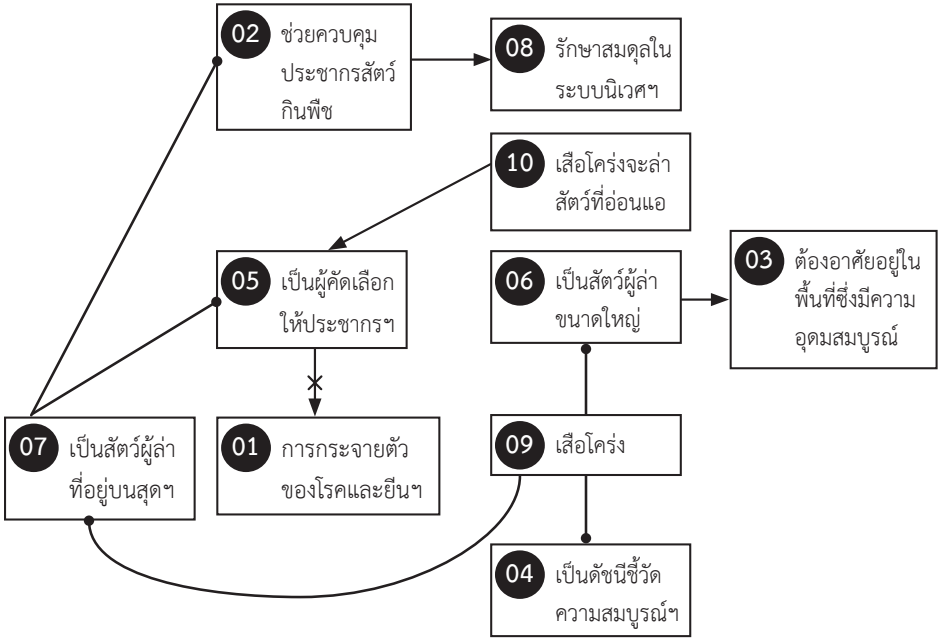 02 ช่วยควบคุม
ประชากรสัตว์
กินพืช
08 รักษาสมดุลใน
ระบบนิเวศฯ
10 เสือโคร่งจะล่า
สัตว์ที่อ่อนแอ
05 เป็นผู้คัดเลือก
ให้ประชากรฯ
06 เป็นสัตว์ผู้ล่า
ขนาดใหญ่
03 ต้องอาศัยอยู่ใน
พื้นที่ซึ่งมีความ
อุดมสมบูรณ์
07 เป็นสัตว์ผู้ล่า
ที่อยู่บนสุดฯ
01 การกระจายตัว
ของโรคและยีนฯ
09 เสือโคร่ง
04 เป็นดัชนีชี้วัด
ความสมบูรณ์ฯ